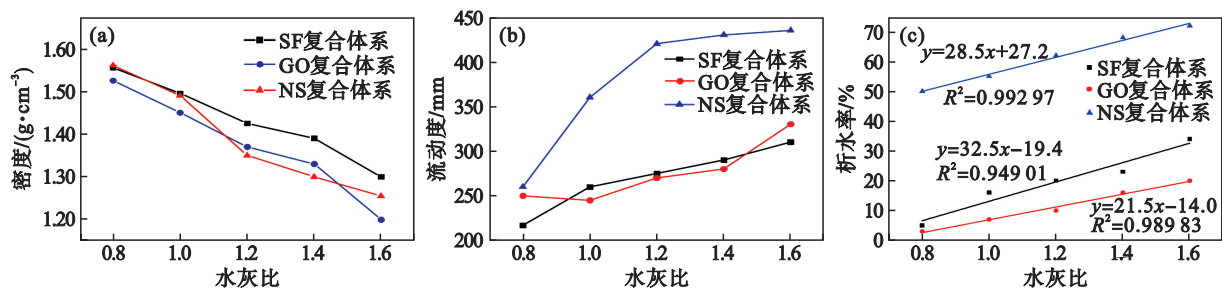 (a)
SF复合体系
GO复合体系
NS复合体系
密度/(g·cm⁻³)
1.60
1.50
1.40
1.30
1.20
0.8 1.0 1.2 1.4 1.6
水灰比
(b)
SF复合体系
GO复合体系
NS复合体系
流动度/mm
450
400
350
300
250
200
0.8 1.0 1.2 1.4 1.6
水灰比
(c)
y=28.5x+27.2
R²=0.992 97
SF复合体系
GO复合体系
NS复合体系
y=32.5x−19.4
R²=0.949 01
y=21.5x−14.0
R²=0.989 83
析水率/%
70
60
50
40
30
20
10
0
0.8 1.0 1.2 1.4 1.6
水灰比